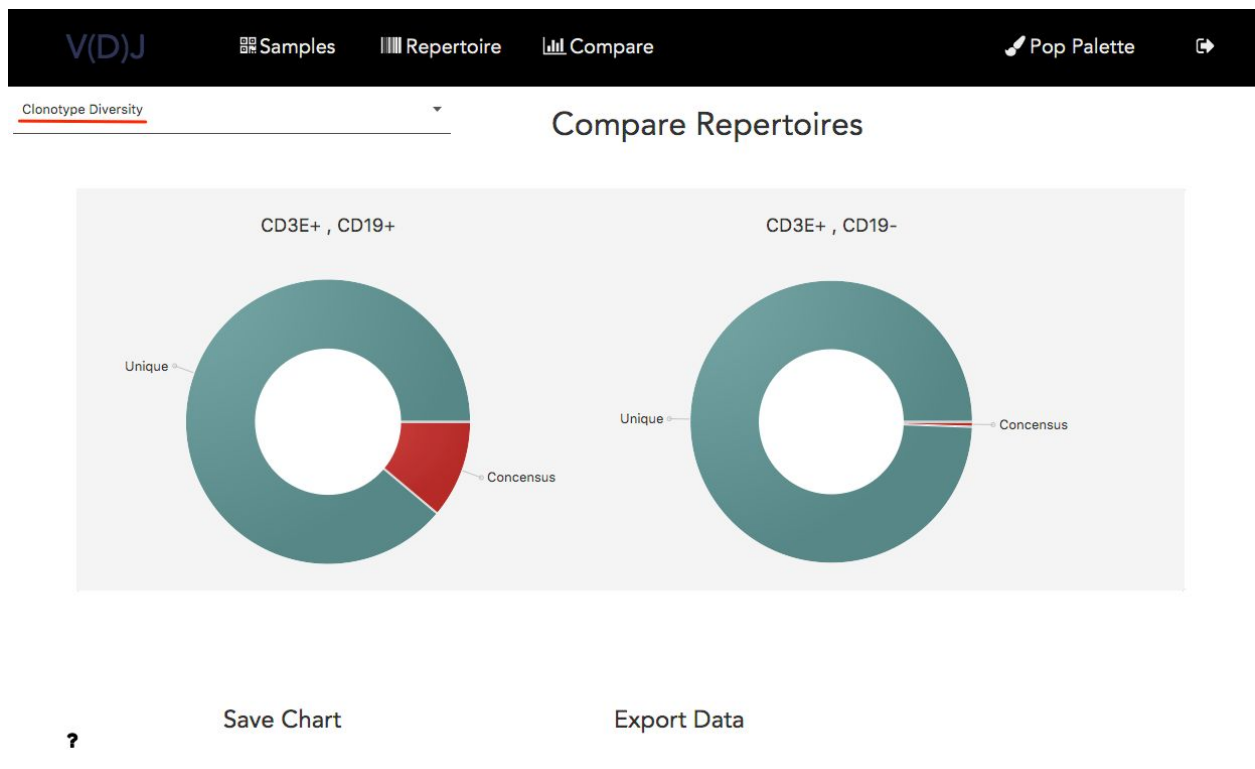 V(D)J Samples Repertoire Compare Pop Palette
Clonotype Diversity
Compare Repertoires
CD3E+ , CD19+
CD3E+ , CD19-
Unique
Concensus
Unique
Concensus
Save Chart
Export Data
?